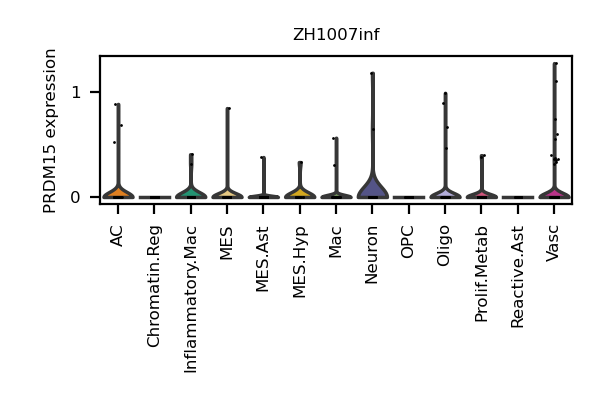 ZH1007inf
PRDM15 expression
1
0
AC
Chromatin.Reg
Inflammatory.Mac
MES
MES.Ast
MES.Hyp
Mac
Neuron
OPC
Oligo
Prolif.Metab
Reactive.Ast
Vasc